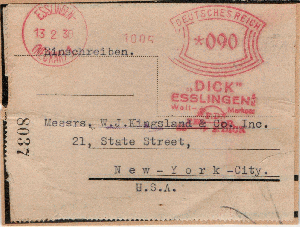 ESSLINGEN
13 2 30
DEUTSCHES REICH
*090
Einschreiben.
"DICK"
ESSLINGEN
8037
Messrs. W.J.Kingsland & Co. Inc.
21, State Street,
New-York-City.
U.S.A.